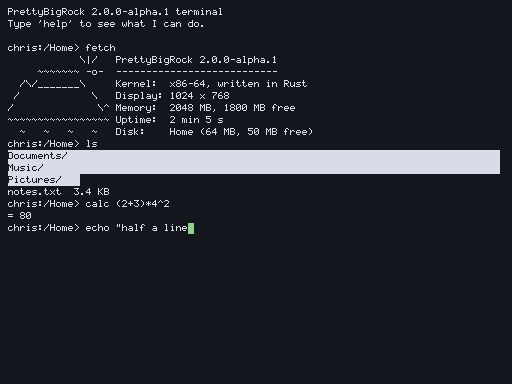 PrettyBigRock 2.0.0-alpha.1 terminal
Type 'help' to see what I can do.
chris:/Home> fetch
PrettyBigRock 2.0.0-alpha.1
---------------------------
Kernel: x86-64, written in Rust
Display: 1024 x 768
Memory: 2048 MB, 1800 MB free
Uptime: 2 min 5 s
Disk: Home (64 MB, 50 MB free)
chris:/Home> ls
Documents/
Music/
Pictures/
notes.txt 3.4 KB
chris:/Home> calc (2+3)*4^2
= 80
chris:/Home> echo "half a line